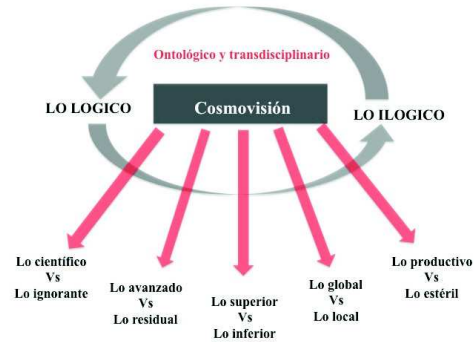 Ontológico y transdisciplinario
LO LOGICO
Cosmovisión
LO ILOGICO
Lo científico
Vs
Lo ignorante
Lo avanzado
Vs
Lo residual
Lo superior
Vs
Lo inferior
Lo global
Vs
Lo local
Lo productivo
Vs
Lo estéril